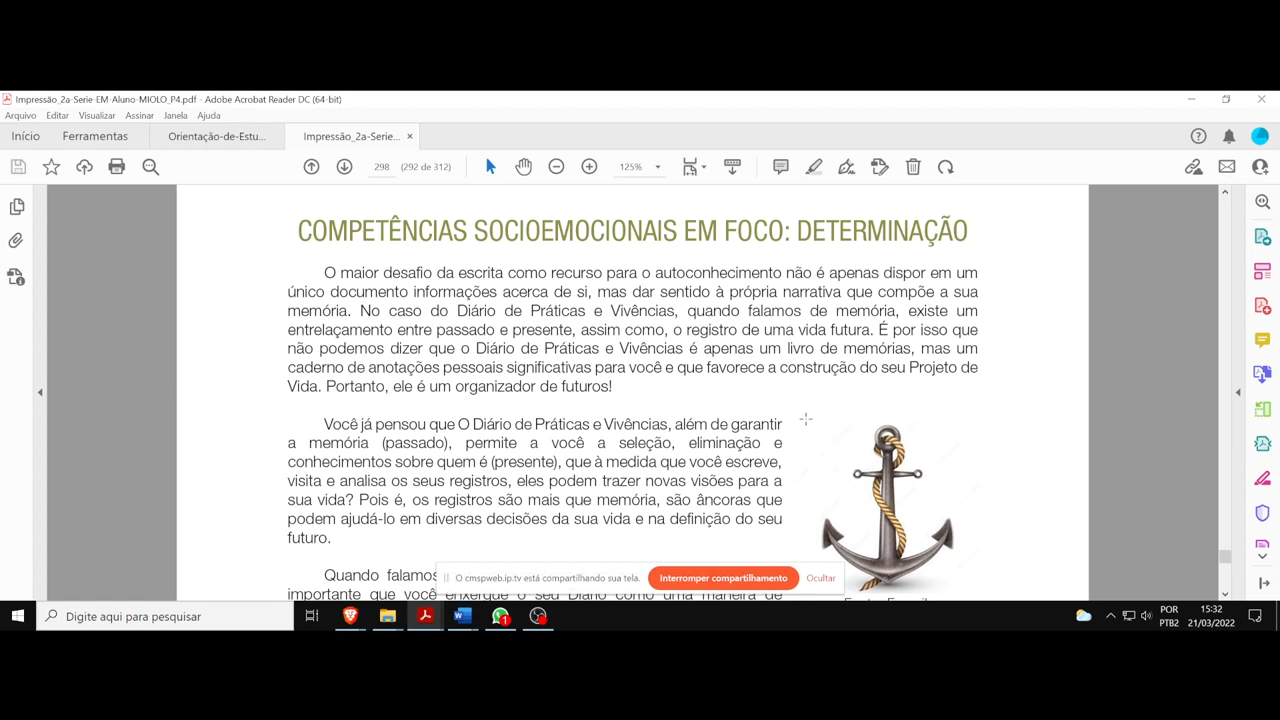 Impressão_2a-Serie-EM-Aluno-MIOLO_P4.pdf - Adobe Acrobat Reader DC (64-bit)
Arquivo Editar Visualizar Assinar Janela Ajuda
Início Ferramentas Orientação-de-Estu... Impressão_2a-Serie... ×
298 (292 de 312) 125%
COMPETÊNCIAS SOCIOEMOCIONAIS EM FOCO: DETERMINAÇÃO
O maior desafio da escrita como recurso para o autoconhecimento não é apenas dispor em um
único documento informações acerca de si, mas dar sentido à própria narrativa que compõe a sua
memória. No caso do Diário de Práticas e Vivências, quando falamos de memória, existe um
entrelaçamento entre passado e presente, assim como, o registro de uma vida futura. É por isso que
não podemos dizer que o Diário de Práticas e Vivências é apenas um livro de memórias, mas um
caderno de anotações pessoais significativas para você e que favorece a construção do seu Projeto de
Vida. Portanto, ele é um organizador de futuros!
Você já pensou que O Diário de Práticas e Vivências, além de garantir
a memória (passado), permite a você a seleção, eliminação e
conhecimentos sobre quem é (presente), que à medida que você escreve,
visita e analisa os seus registros, eles podem trazer novas visões para a
sua vida? Pois é, os registros são mais que memória, são âncoras que
podem ajudá-lo em diversas decisões da sua vida e na definição do seu
futuro.
Quando falamos
O cmspweb.ip.tv está compartilhando sua tela. Interromper compartilhamento Ocultar
importante que você enxergue o seu Diário como uma maneira de
Digite aqui para pesquisar
1
POR
PTB2
15:32
21/03/2022